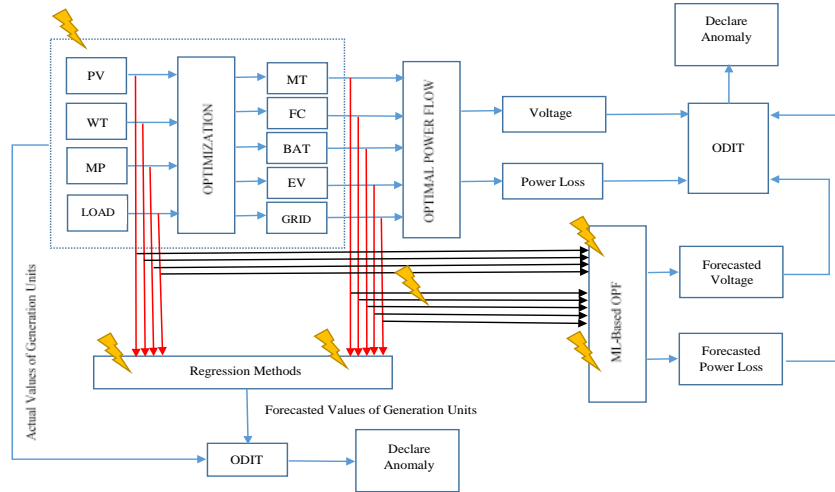 Declare
Anomaly
PV
WT
MP
LOAD
OPTIMIZATION
MT
FC
BAT
EV
GRID
OPTIMAL POWER FLOW
Voltage
Power Loss
ODIT
ML-Based OPF
Forecasted
Voltage
Forecasted
Power Loss
Actual Values of Generation Units
Regression Methods
Forecasted Values of Generation Units
ODIT
Declare
Anomaly